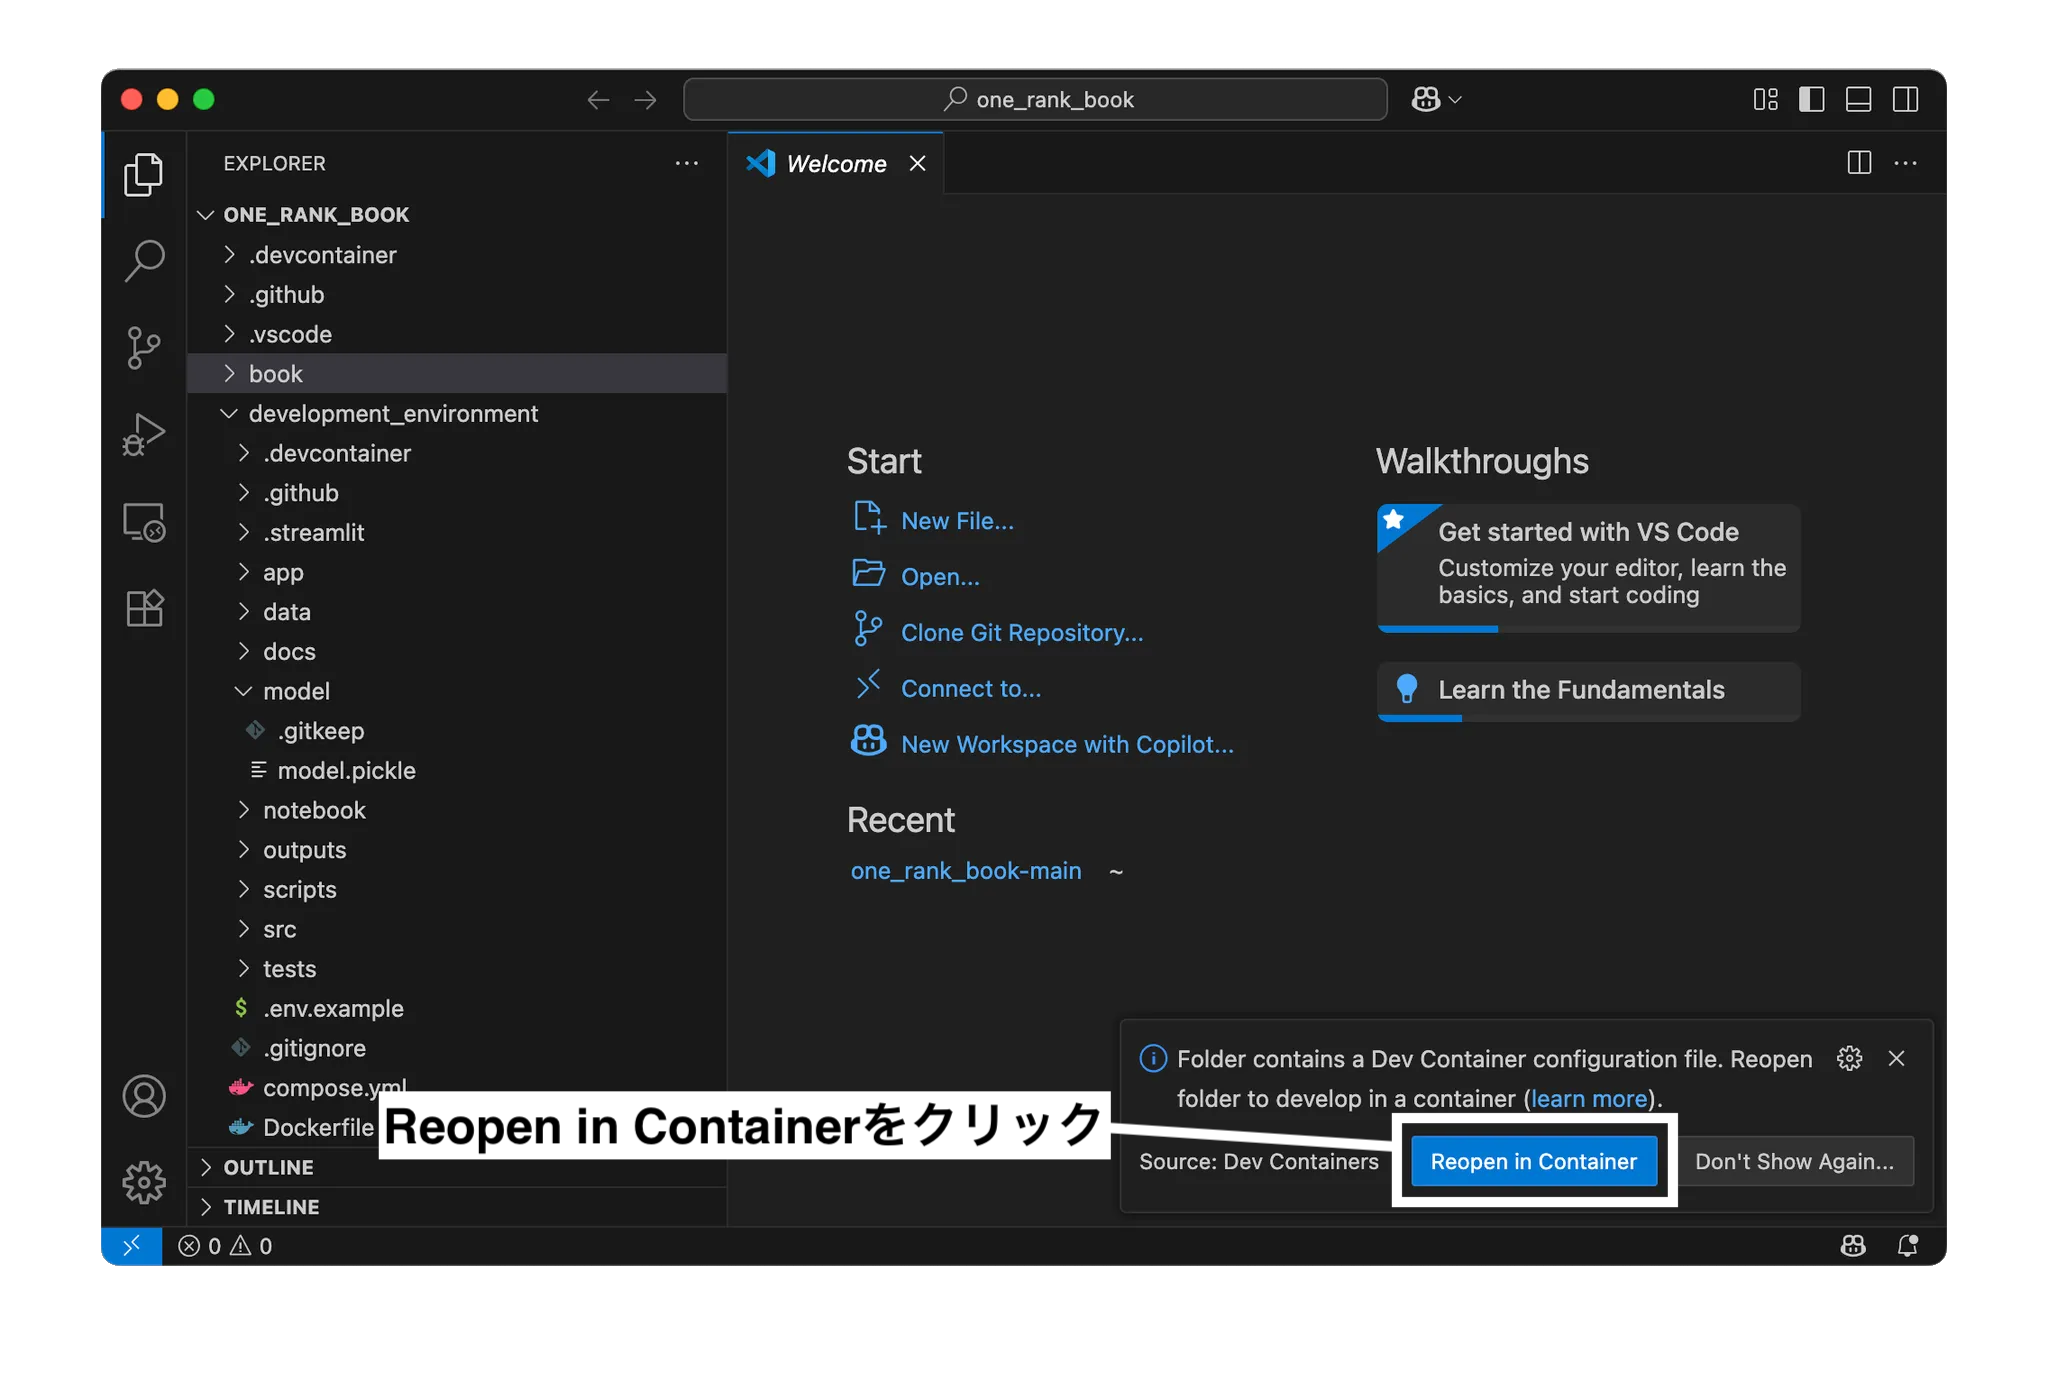 one_rank_book
EXPLORER
Welcome
ONE_RANK_BOOK
.devcontainer
.github
.vscode
book
development_environment
.devcontainer
.github
.streamlit
app
data
docs
model
.gitkeep
model.pickle
notebook
outputs
scripts
src
tests
.env.example
.gitignore
compose.yml
Dockerfile
OUTLINE
TIMELINE
Start
New File...
Open...
Clone Git Repository...
Connect to...
New Workspace with Copilot...
Recent
one_rank_book-main ~
Walkthroughs
Get started with VS Code
Customize your editor, learn the
basics, and start coding
Learn the Fundamentals
Folder contains a Dev Container configuration file. Reopen
folder to develop in a container (learn more).
Reopen in Containerをクリック
Source: Dev Containers
Reopen in Container
Don't Show Again...
0 0